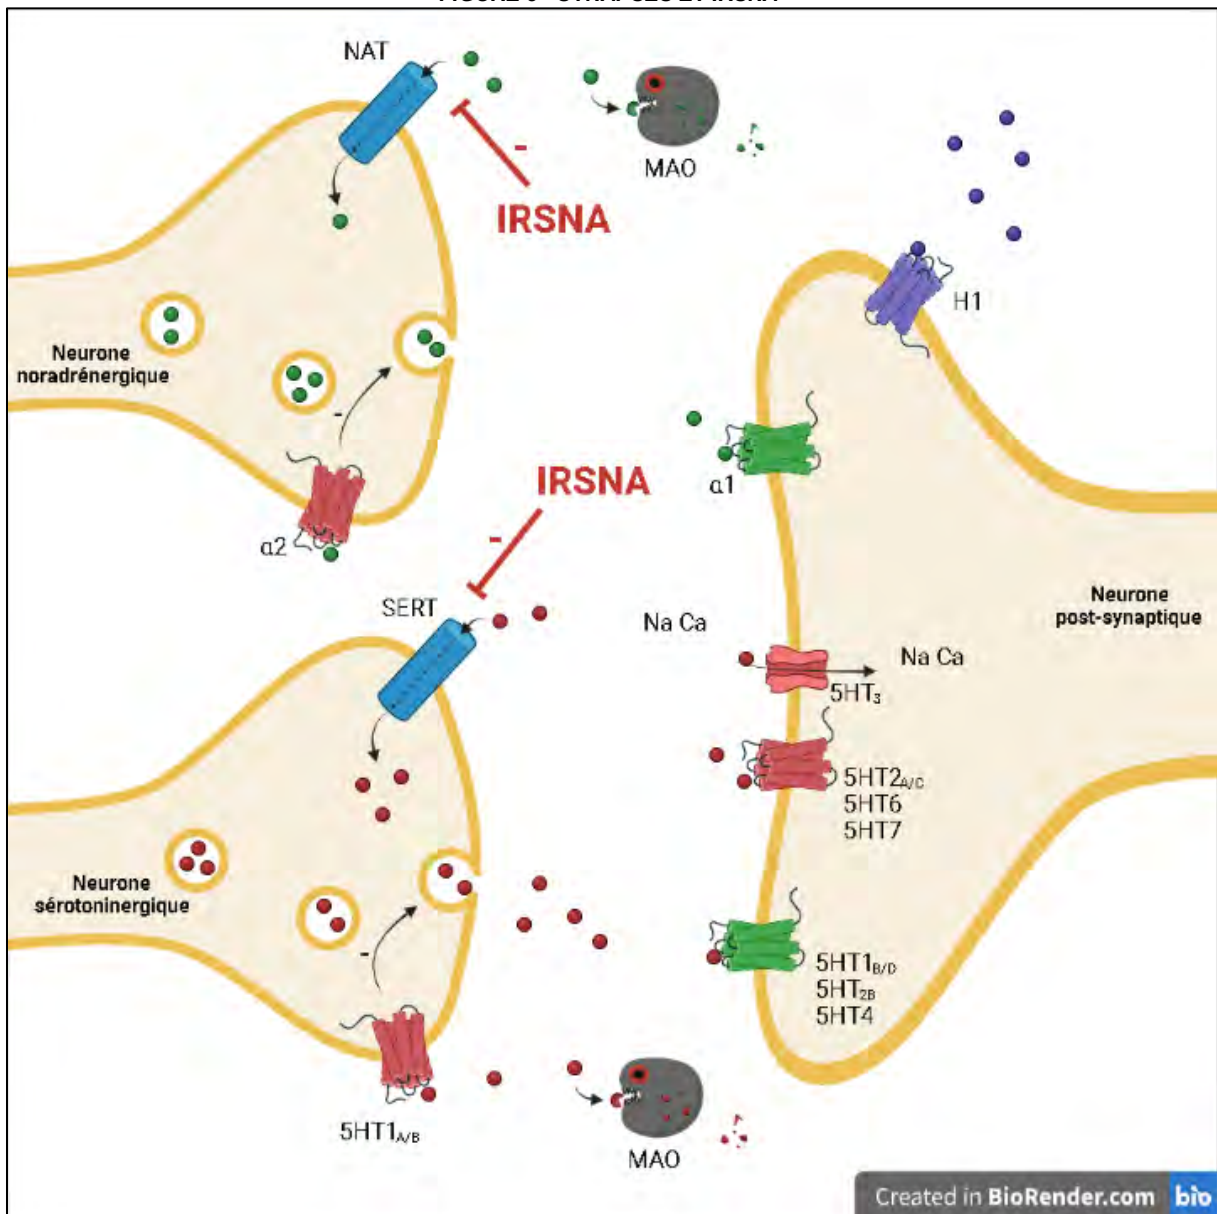 NAT
MAO
IRSNA
H1
Neurone
noradrénergique
-
-
α1
α2
IRSNA
-
SERT
Na Ca
Neurone
post-synaptique
Na Ca
5HT3
5HT2A/C
5HT6
5HT7
Neurone
sérotoninergique
-
5HT1B/D
5HT2B
5HT4
5HT1A/B
MAO
Created in BioRender.com bio